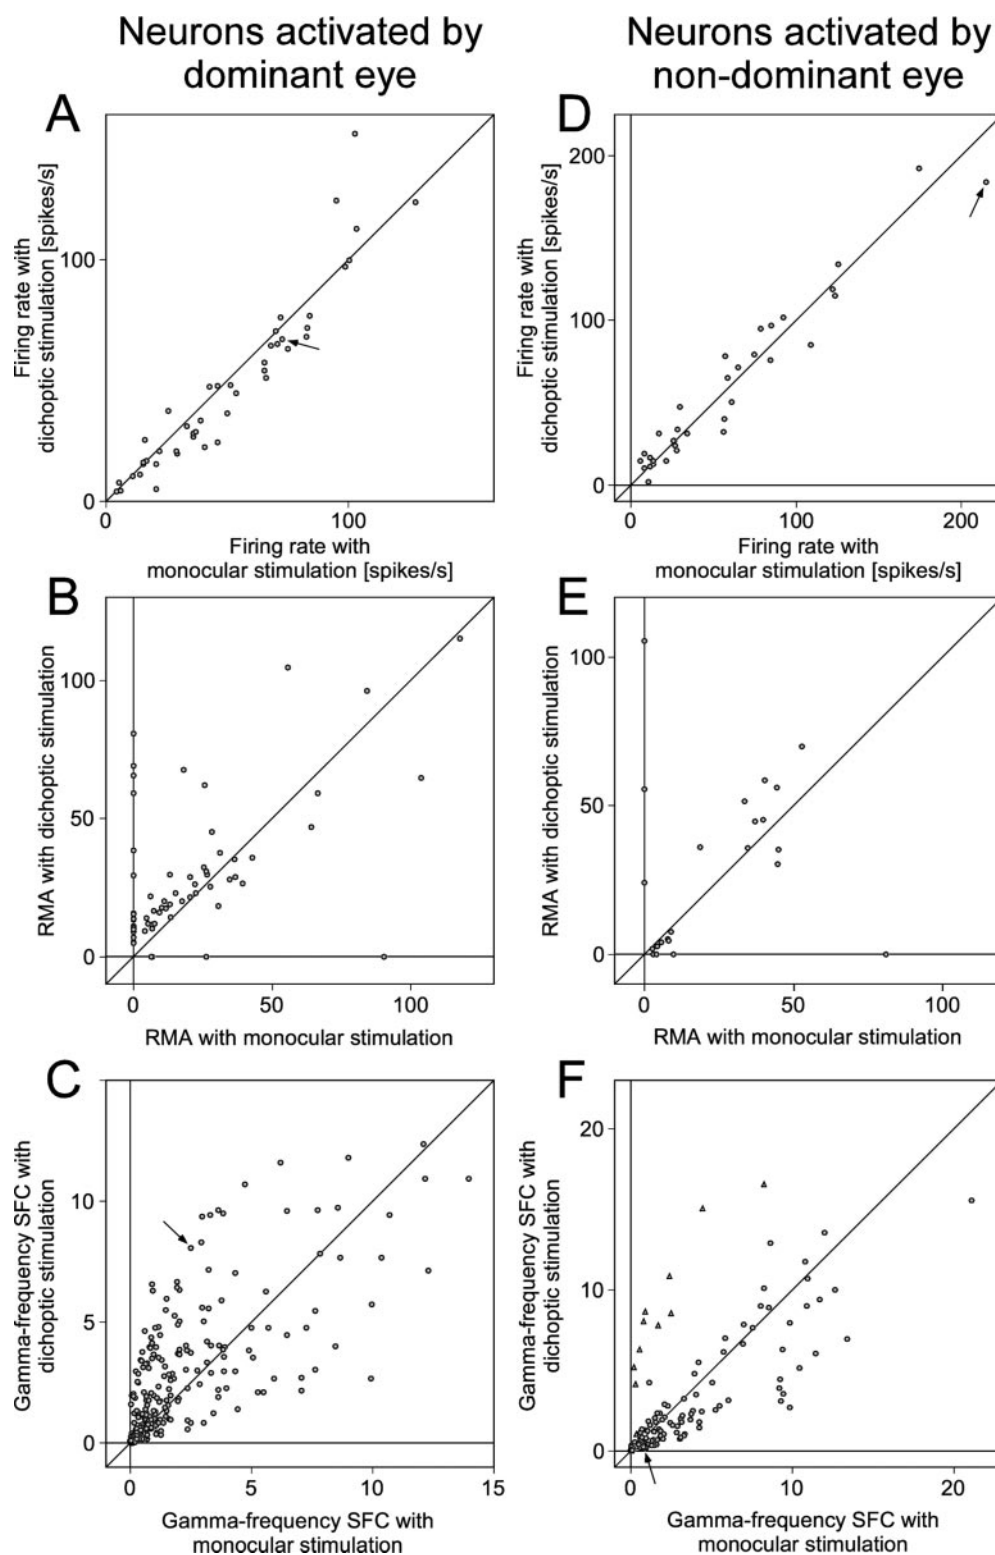 Neurons activated by
dominant eye
Neurons activated by
non-dominant eye
A
Firing rate with
dichoptic stimulation [spikes/s]
100
0
0
100
Firing rate with
monocular stimulation [spikes/s]
D
Firing rate with
dichoptic stimulation [spikes/s]
200
100
0
0
100
200
Firing rate with
monocular stimulation [spikes/s]
B
RMA with dichoptic stimulation
100
50
0
0
50
100
RMA with monocular stimulation
E
RMA with dichoptic stimulation
100
50
0
0
50
100
RMA with monocular stimulation
C
Gamma-frequency SFC with
dichoptic stimulation
10
5
0
0
5
10
15
Gamma-frequency SFC with
monocular stimulation
F
Gamma-frequency SFC with
dichoptic stimulation
20
10
0
0
10
20
Gamma-frequency SFC with
monocular stimulation